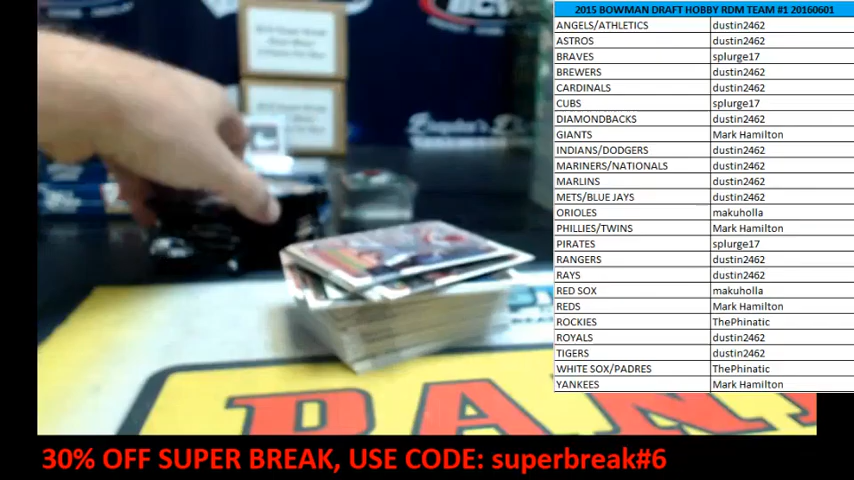 2015 BOWMAN DRAFT HOBBY RDM TEAM #1 20160601
ANGELS/ATHLETICS dustin2462
ASTROS dustin2462
BRAVES splurge17
BREWERS dustin2462
CARDINALS dustin2462
CUBS splurge17
DIAMONDBACKS dustin2462
GIANTS Mark Hamilton
INDIANS/DODGERS dustin2462
MARINERS/NATIONALS dustin2462
MARLINS dustin2462
METS/BLUE JAYS dustin2462
ORIOLES makuholla
PHILLIES/TWINS Mark Hamilton
PIRATES splurge17
RANGERS dustin2462
RAYS dustin2462
RED SOX makuholla
REDS Mark Hamilton
ROCKIES ThePhinatic
ROYALS dustin2462
TIGERS dustin2462
WHITE SOX/PADRES ThePhinatic
YANKEES Mark Hamilton
PANI
30% OFF SUPER BREAK, USE CODE: superbreak#6